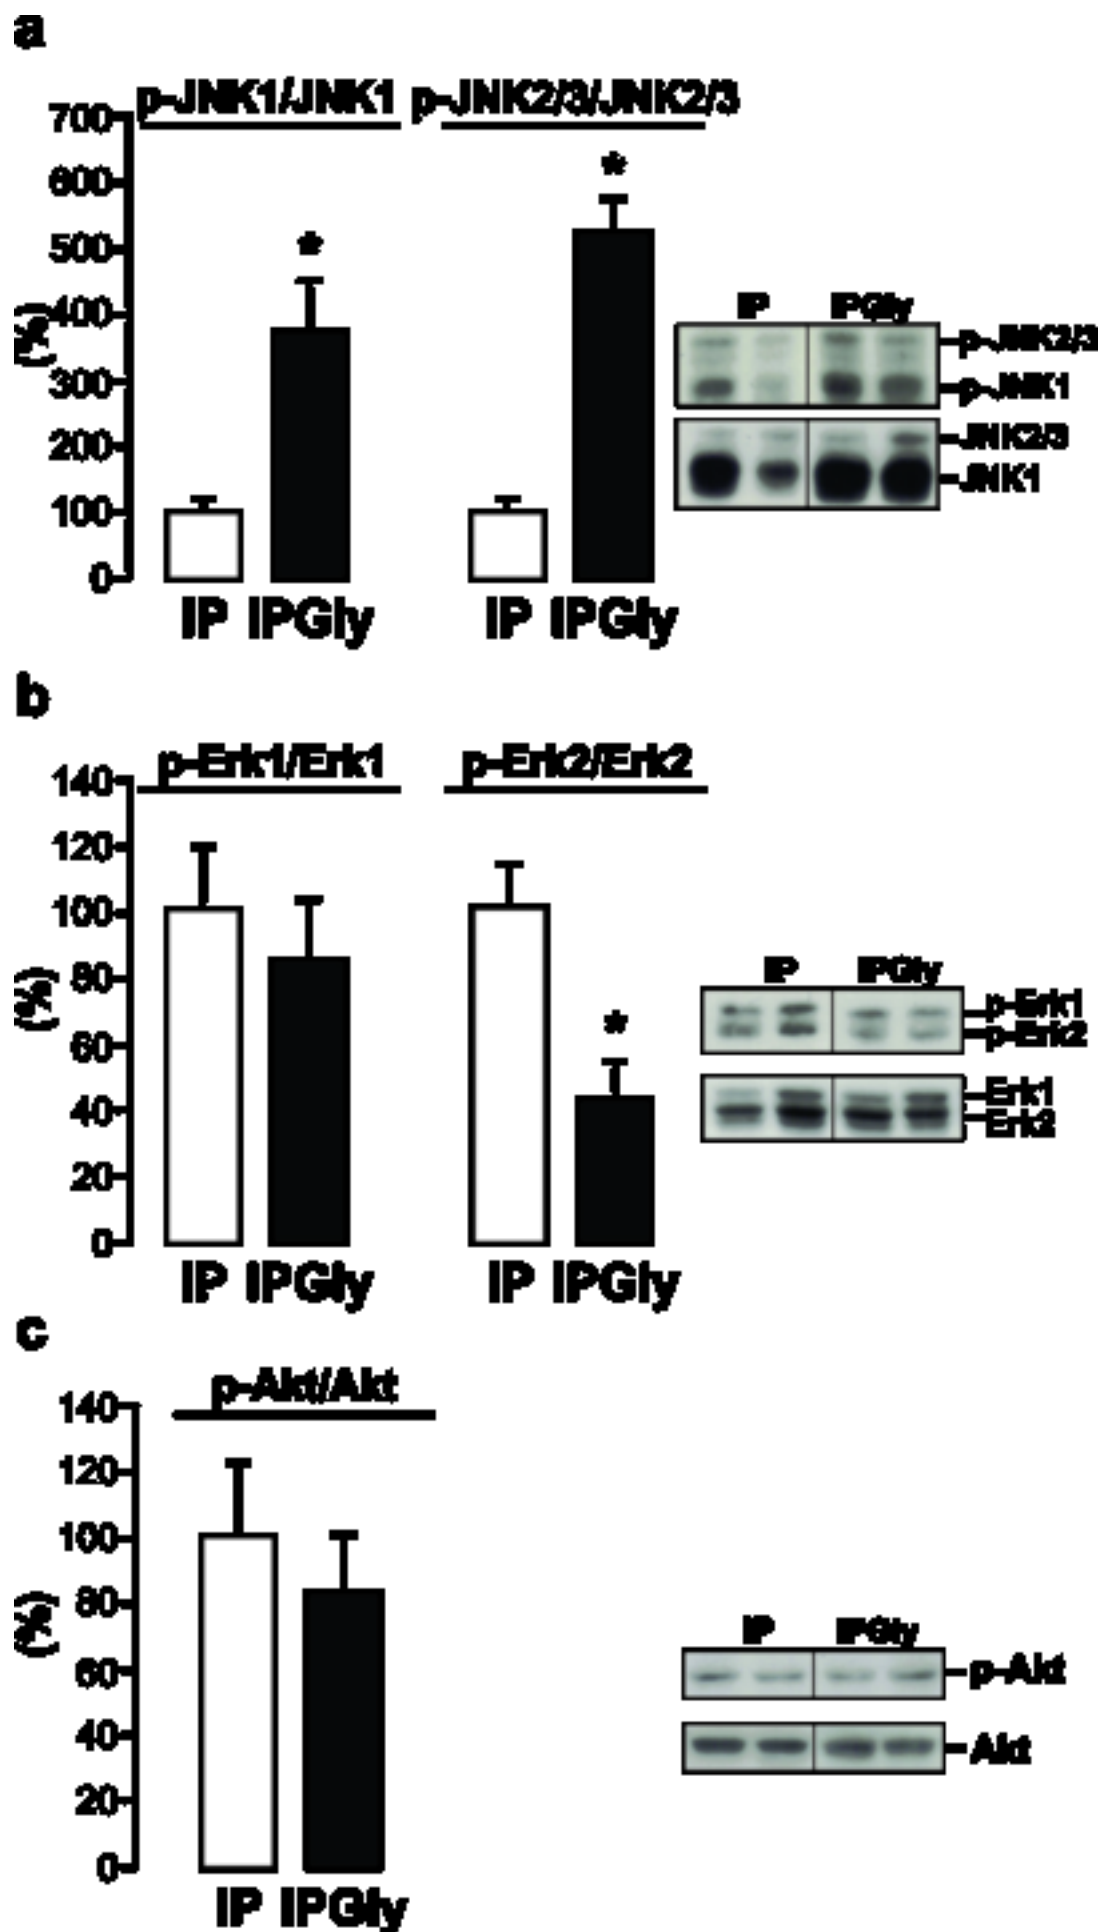 a
p-JNK1/JNK1 p-JNK2/3/JNK2/3
700
600
500
400
300
200
100
0
(%)
* *
IP IPGly IP IPGly
IP IPGly
p-JNK2/3
p-JNK1
JNK2/3
JNK1
b
p-Erk1/Erk1 p-Erk2/Erk2
140
120
100
80
60
40
20
0
(%)
*
IP IPGly IP IPGly
IP IPGly
p-Erk1
p-Erk2
Erk1
Erk2
c
p-Akt/Akt
140
120
100
80
60
40
20
0
(%)
IP IPGly
IP IPGly
p-Akt
Akt